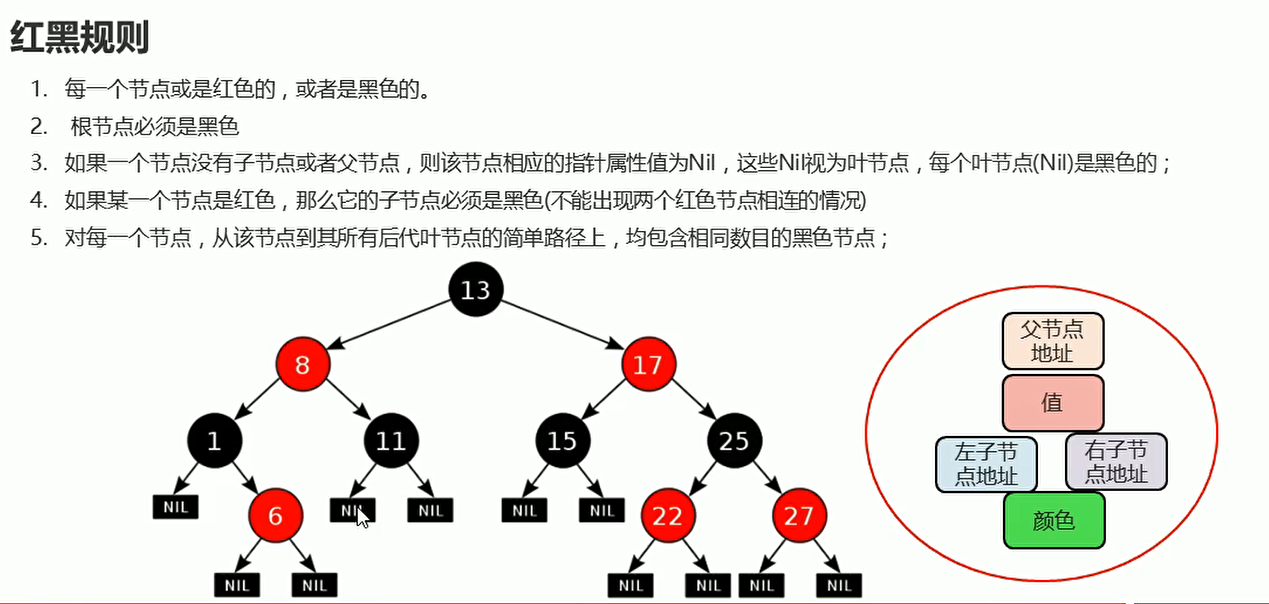 红黑规则
1. 每一个节点或是红色的，或者是黑色的。
2. 根节点必须是黑色
3. 如果一个节点没有子节点或者父节点，则该节点相应的指针属性值为Nil，这些Nil视为叶节点，每个叶节点(Nil)是黑色的；
4. 如果某一个节点是红色，那么它的子节点必须是黑色(不能出现两个红色节点相连的情况)
5. 对每一个节点，从该节点到其所有后代叶节点的简单路径上，均包含相同数目的黑色节点；
13
8
17
1
11
15
25
NIL
6
NIL
NIL
NIL
NIL
22
27
NIL
NIL
NIL
NIL
NIL
NIL
父节点
地址
值
左子节
点地址
右子节
点地址
颜色